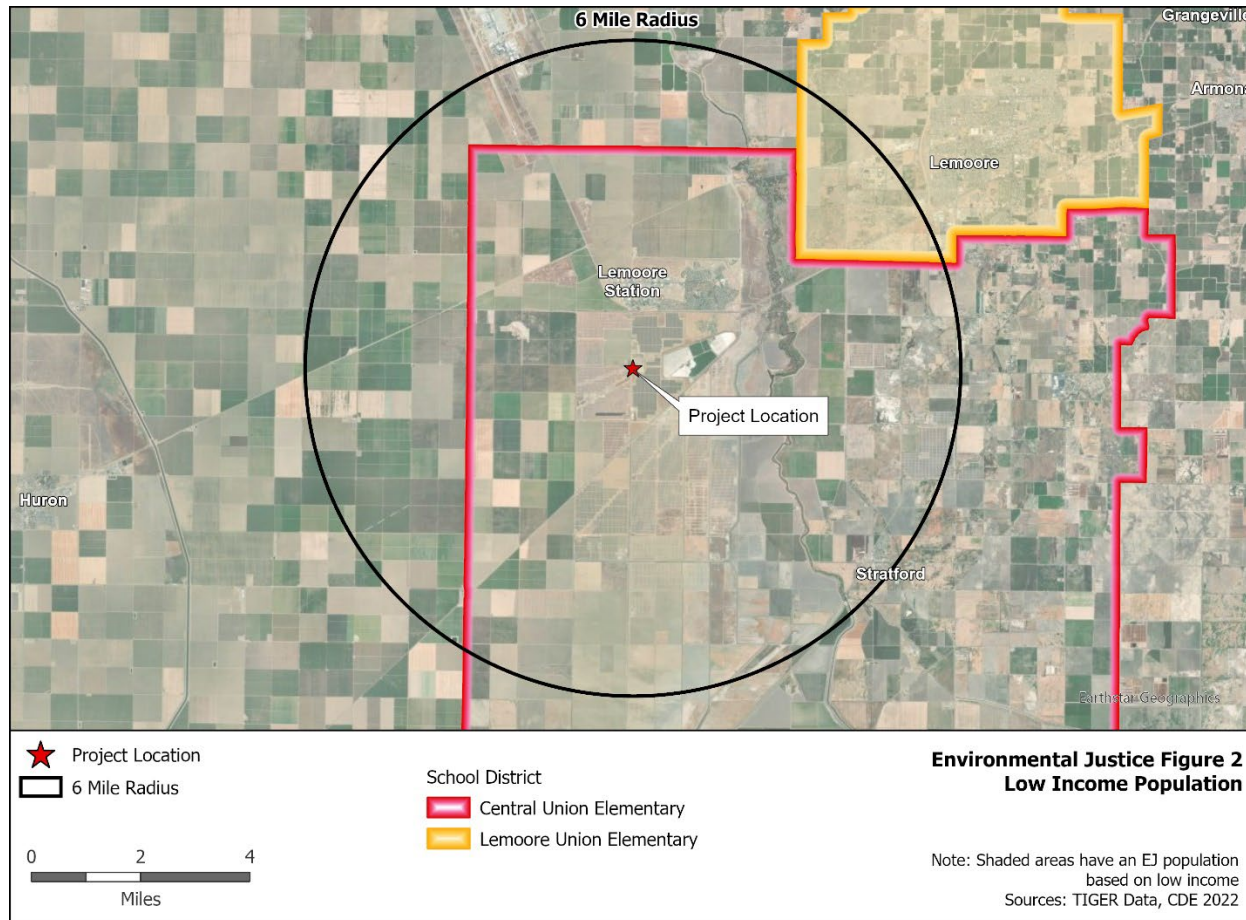 6 Mile Radius
Grangeville
Armona
Lemoore
Lemoore
Station
Project Location
Huron
Stratford
Earthstar Geographics
Project Location
6 Mile Radius
0 2 4
Miles
School District
Central Union Elementary
Lemoore Union Elementary
Environmental Justice Figure 2
Low Income Population
Note: Shaded areas have an EJ population
based on low income
Sources: TIGER Data, CDE 2022